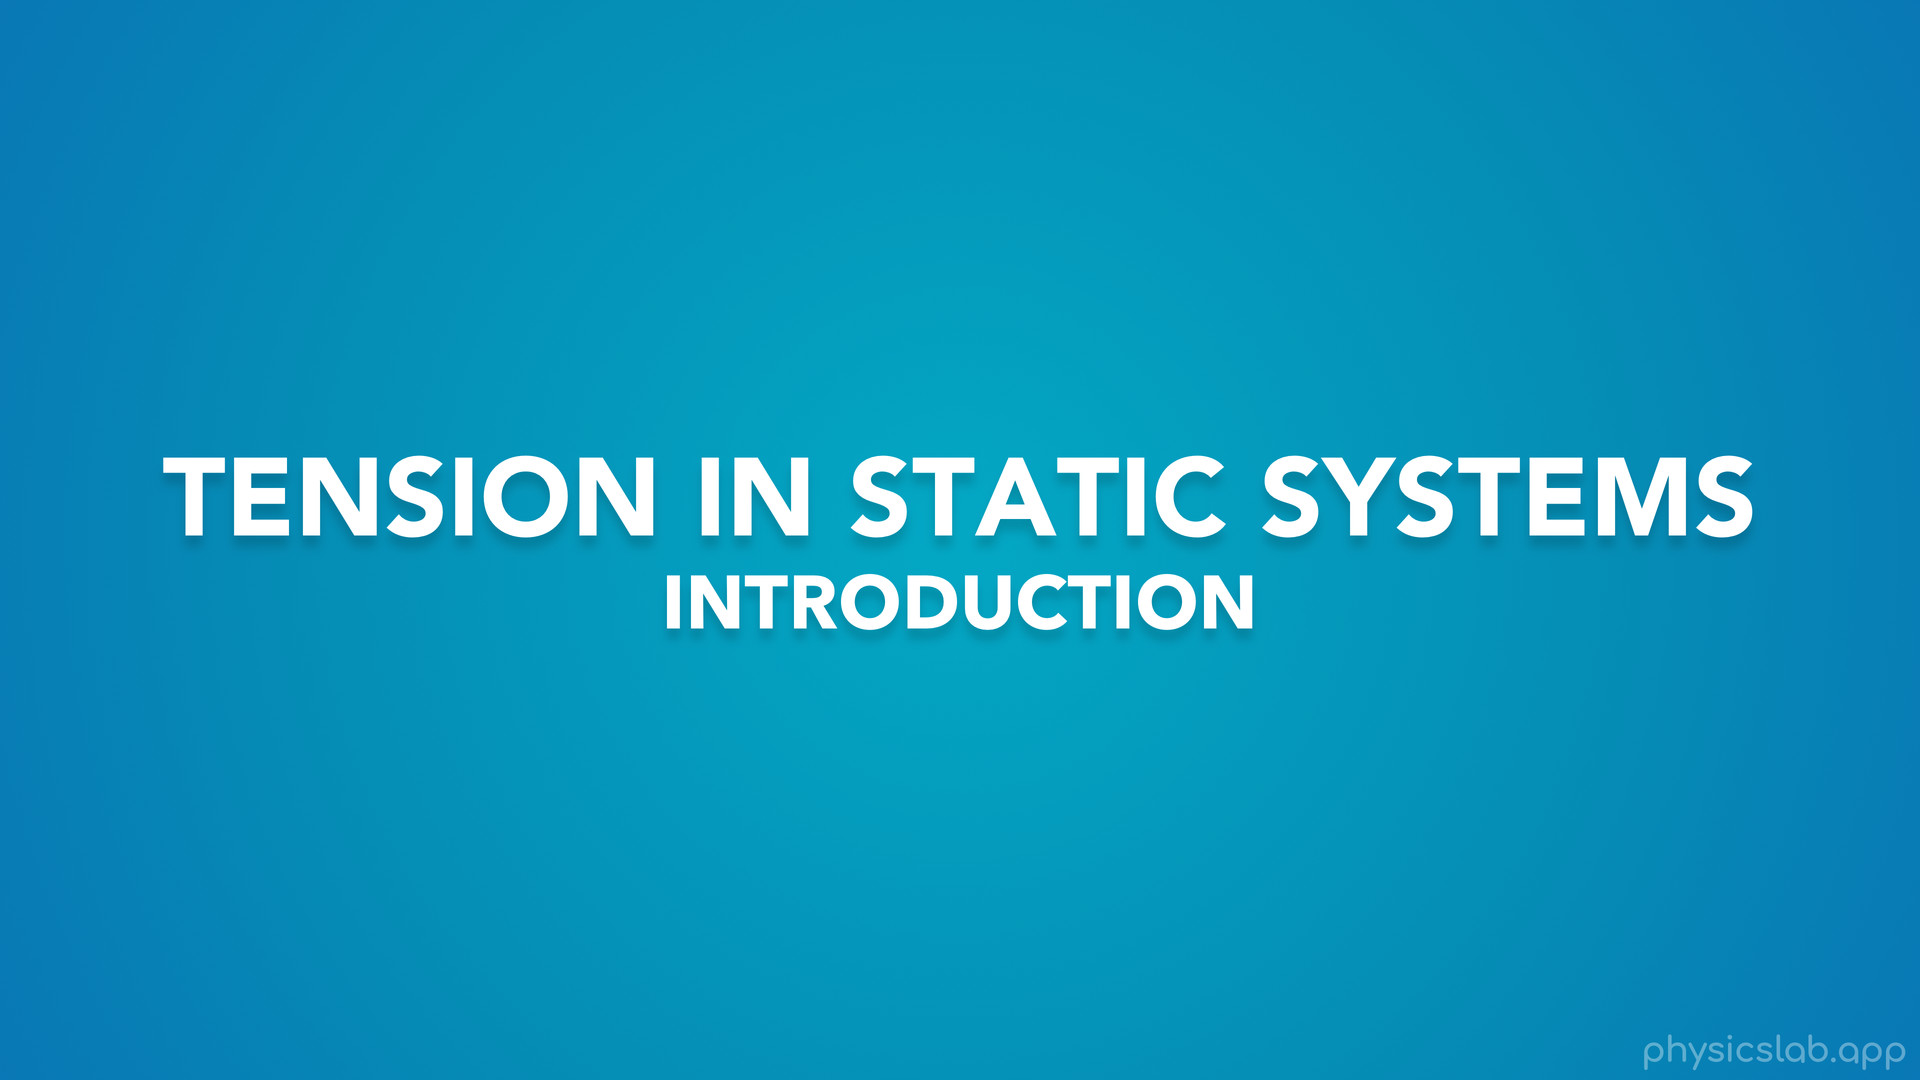 TENSION IN STATIC SYSTEMS
INTRODUCTION
physicslab.app